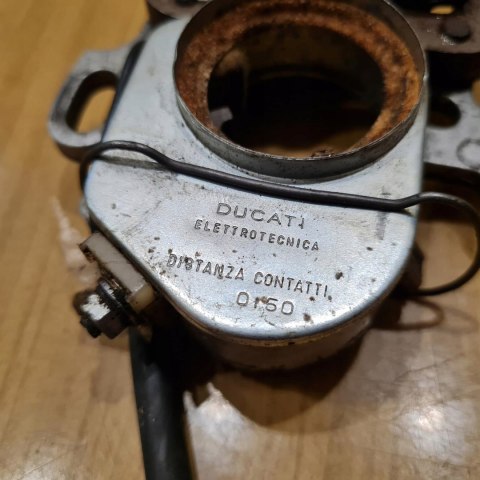 DUCATI
ELETTROTECNICA
DISTANZA CONTATTI
0,50